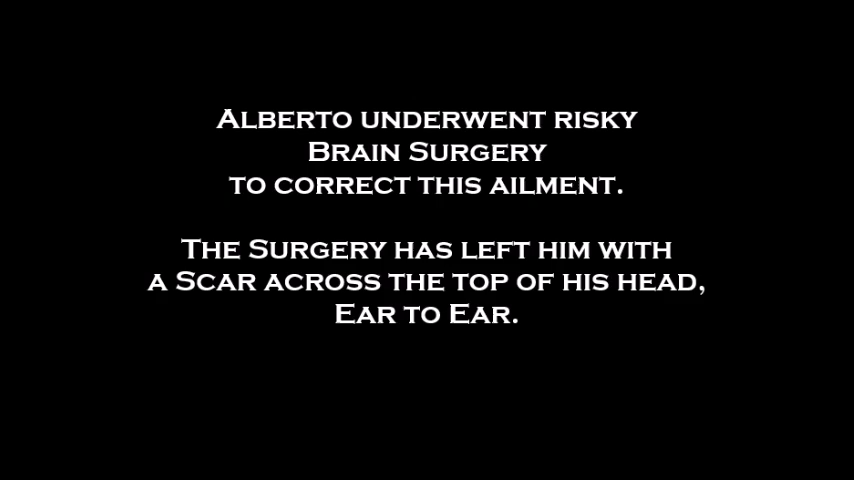 Alberto underwent risky
Brain Surgery
to correct this ailment.
The Surgery has left him with
a Scar across the top of his head,
Ear to Ear.